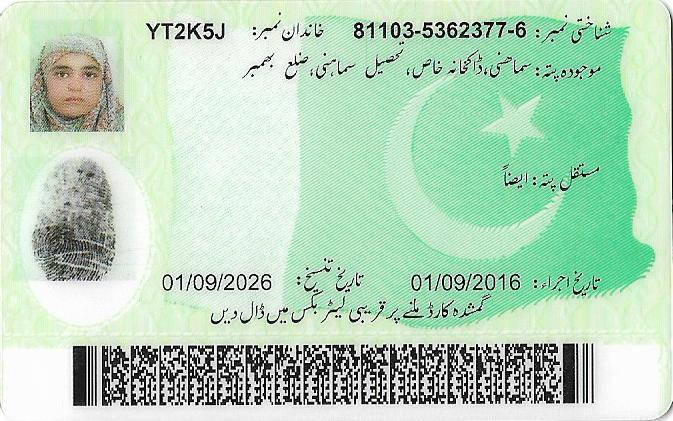 شناختی نمبر: 81103-5362377-6 خاندان نمبر: YT2K5J
موجودہ پتہ: سماھنی، ڈاکخانہ خاص، تحصیل سماہنی، ضلع بھمبر
مستقل پتہ: ایضاً
تاریخ اجراء: 01/09/2016 تاریخ تنسیخ: 01/09/2026
گمشدہ کارڈ ملنے پر قریبی لیٹر بکس میں ڈال دیں